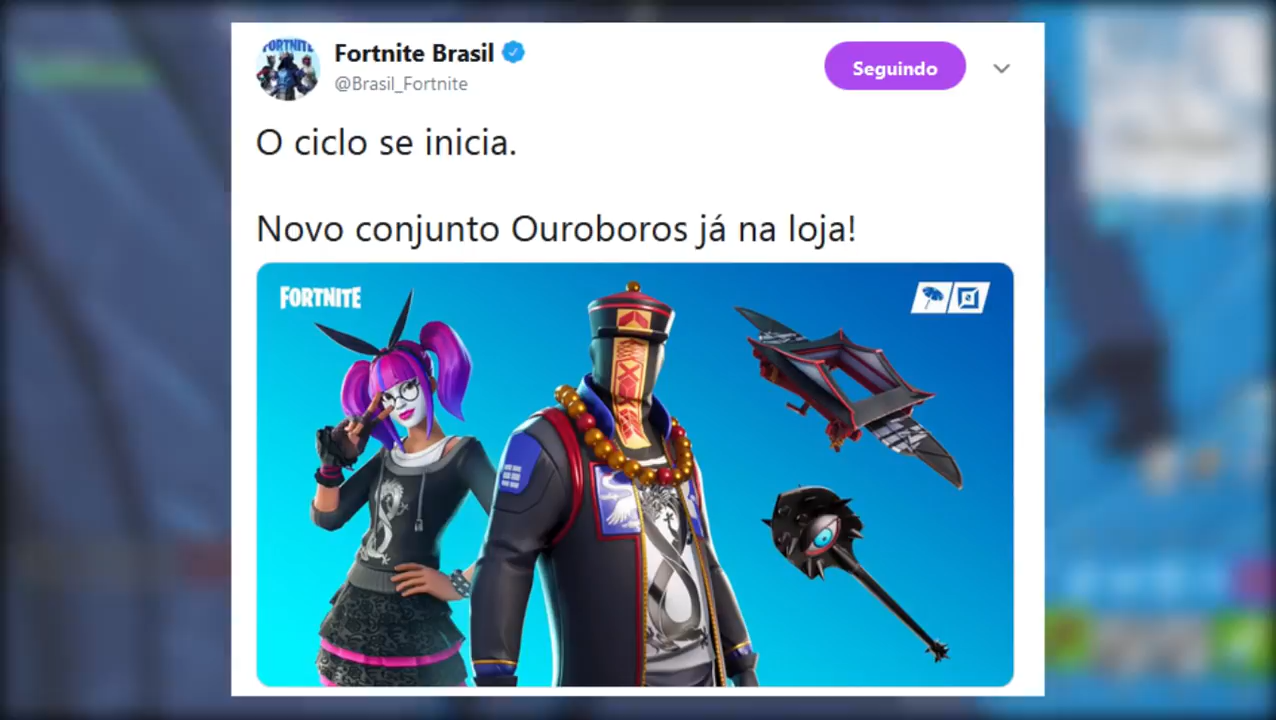 Fortnite Brasil
@Brasil_Fortnite
Seguindo
O ciclo se inicia.
Novo conjunto Ouroboros já na loja!
FORTNITE
FORTNITE